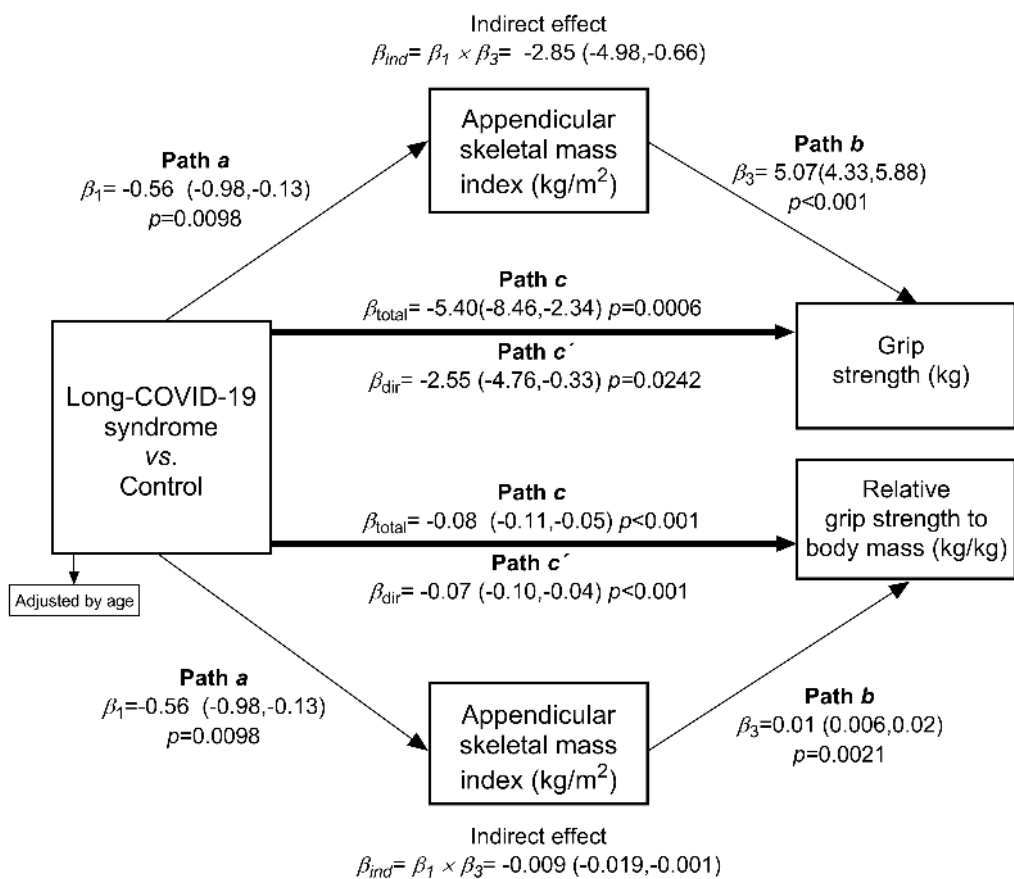 Indirect effect
βind= β1 × β3= -2.85 (-4.98,-0.66)
Appendicular
skeletal mass
index (kg/m²)
Path a
β1= -0.56 (-0.98,-0.13)
p=0.0098
Path b
β3= 5.07(4.33,5.88)
p<0.001
Path c
βtotal= -5.40(-8.46,-2.34) p=0.0006
Path c´
βdir= -2.55 (-4.76,-0.33) p=0.0242
Grip
strength (kg)
Long-COVID-19
syndrome
vs.
Control
Path c
βtotal= -0.08 (-0.11,-0.05) p<0.001
Path c´
βdir= -0.07 (-0.10,-0.04) p<0.001
Relative
grip strength to
body mass (kg/kg)
Adjusted by age
Path a
β1=-0.56 (-0.98,-0.13)
p=0.0098
Appendicular
skeletal mass
index (kg/m²)
Path b
β3=0.01 (0.006,0.02)
p=0.0021
Indirect effect
βind= β1 × β3= -0.009 (-0.019,-0.001)